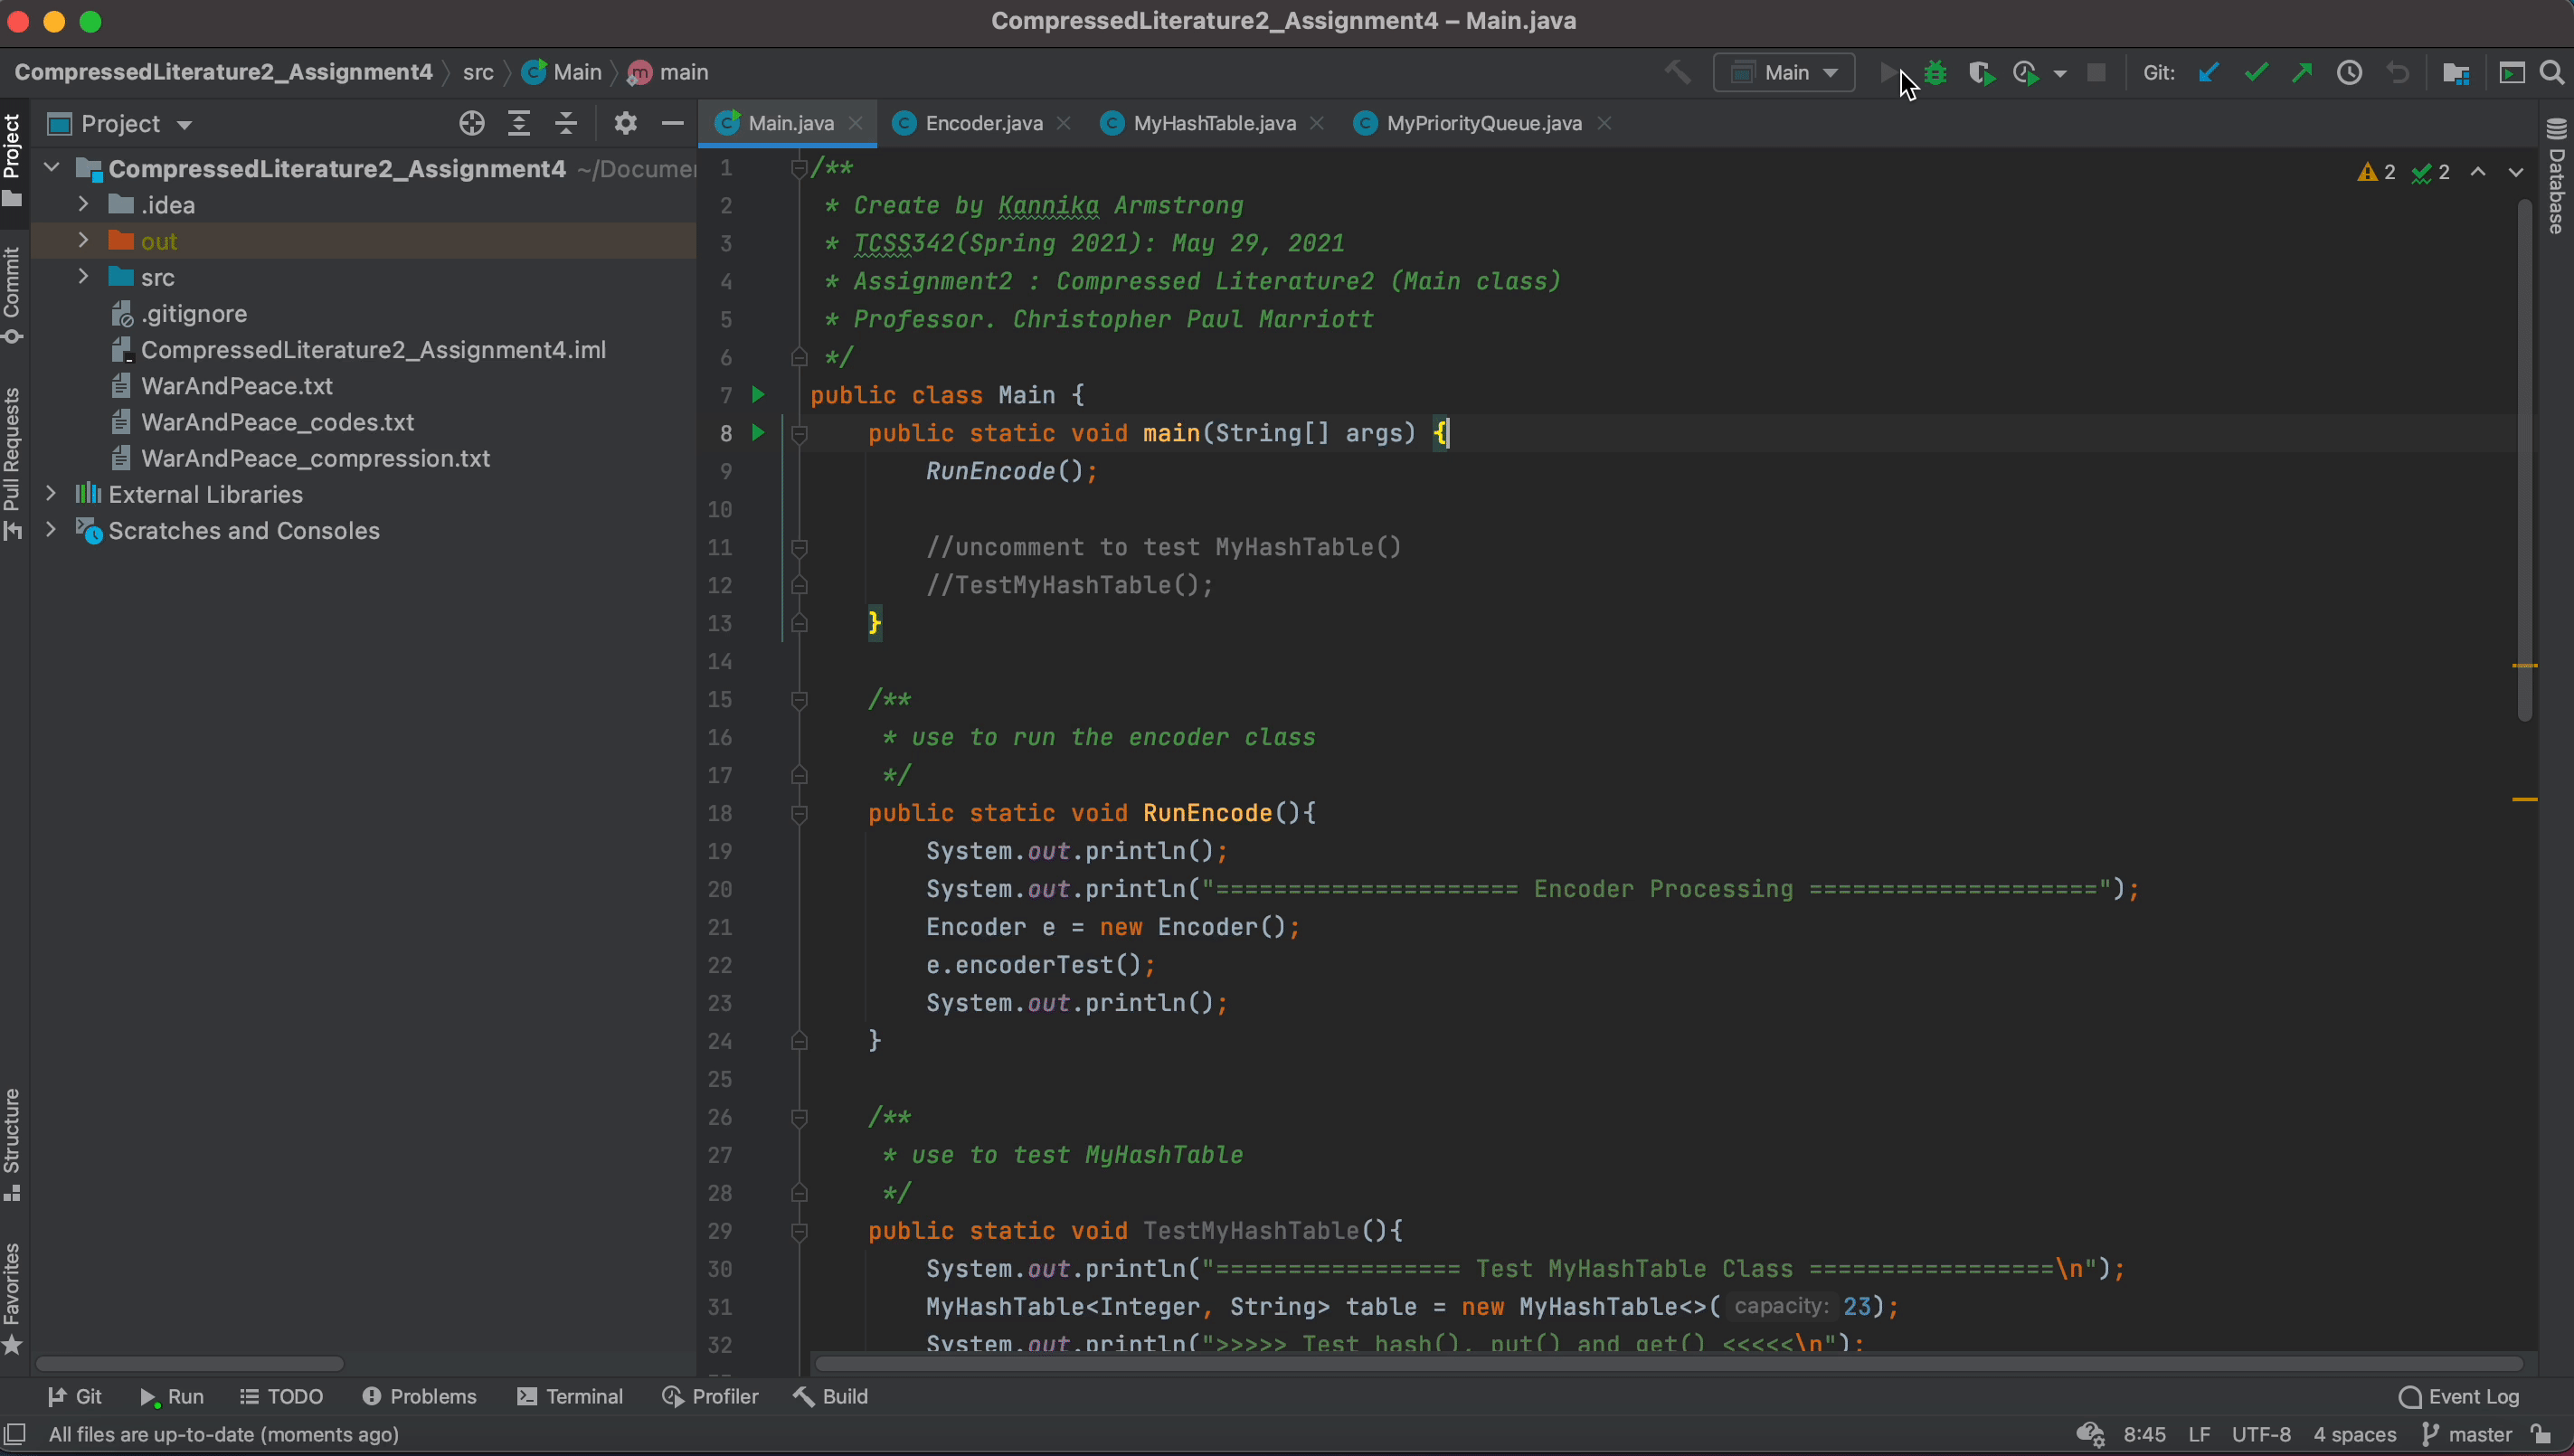 CompressedLiterature2_Assignment4 – Main.java
CompressedLiterature2_Assignment4 src Main main
Main Git:
Project
Main.java Encoder.java MyHashTable.java MyPriorityQueue.java
Project
Commit
Pull Requests
Structure
Favorites
CompressedLiterature2_Assignment4 ~/Documen
.idea
out
src
.gitignore
CompressedLiterature2_Assignment4.iml
WarAndPeace.txt
WarAndPeace_codes.txt
WarAndPeace_compression.txt
External Libraries
Scratches and Consoles
2 2
1 /**
2 * Create by Kannika Armstrong
3 * TCSS342(Spring 2021): May 29, 2021
4 * Assignment2 : Compressed Literature2 (Main class)
5 * Professor. Christopher Paul Marriott
6 */
7 public class Main {
8 public static void main(String[] args) {
9 RunEncode();
10
11 //uncomment to test MyHashTable()
12 //TestMyHashTable();
13 }
14
15 /**
16 * use to run the encoder class
17 */
18 public static void RunEncode(){
19 System.out.println();
20 System.out.println("===================== Encoder Processing ====================");
21 Encoder e = new Encoder();
22 e.encoderTest();
23 System.out.println();
24 }
25
26 /**
27 * use to test MyHashTable
28 */
29 public static void TestMyHashTable(){
30 System.out.println("================= Test MyHashTable Class =================\n");
31 MyHashTable<Integer, String> table = new MyHashTable<>( capacity: 23);
32 System.out.println(">>>>> Test hash(), put() and get() <<<<<\n");
Database
Git Run TODO Problems Terminal Profiler Build Event Log
All files are up-to-date (moments ago) 8:45 LF UTF-8 4 spaces master